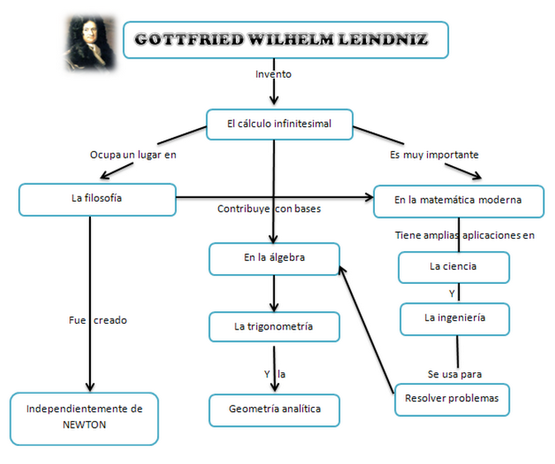 GOTTFRIED WILHELM LEINDNIZ
Invento
El cálculo infinitesimal
Ocupa un lugar en
Es muy importante
La filosofía
En la matemática moderna
Contribuye con bases
Tiene amplias aplicaciones en
En la álgebra
La ciencia
Y
Fue creado
La trigonometría
La ingeniería
Y la
Se usa para
Independientemente de
NEWTON
Geometría analítica
Resolver problemas